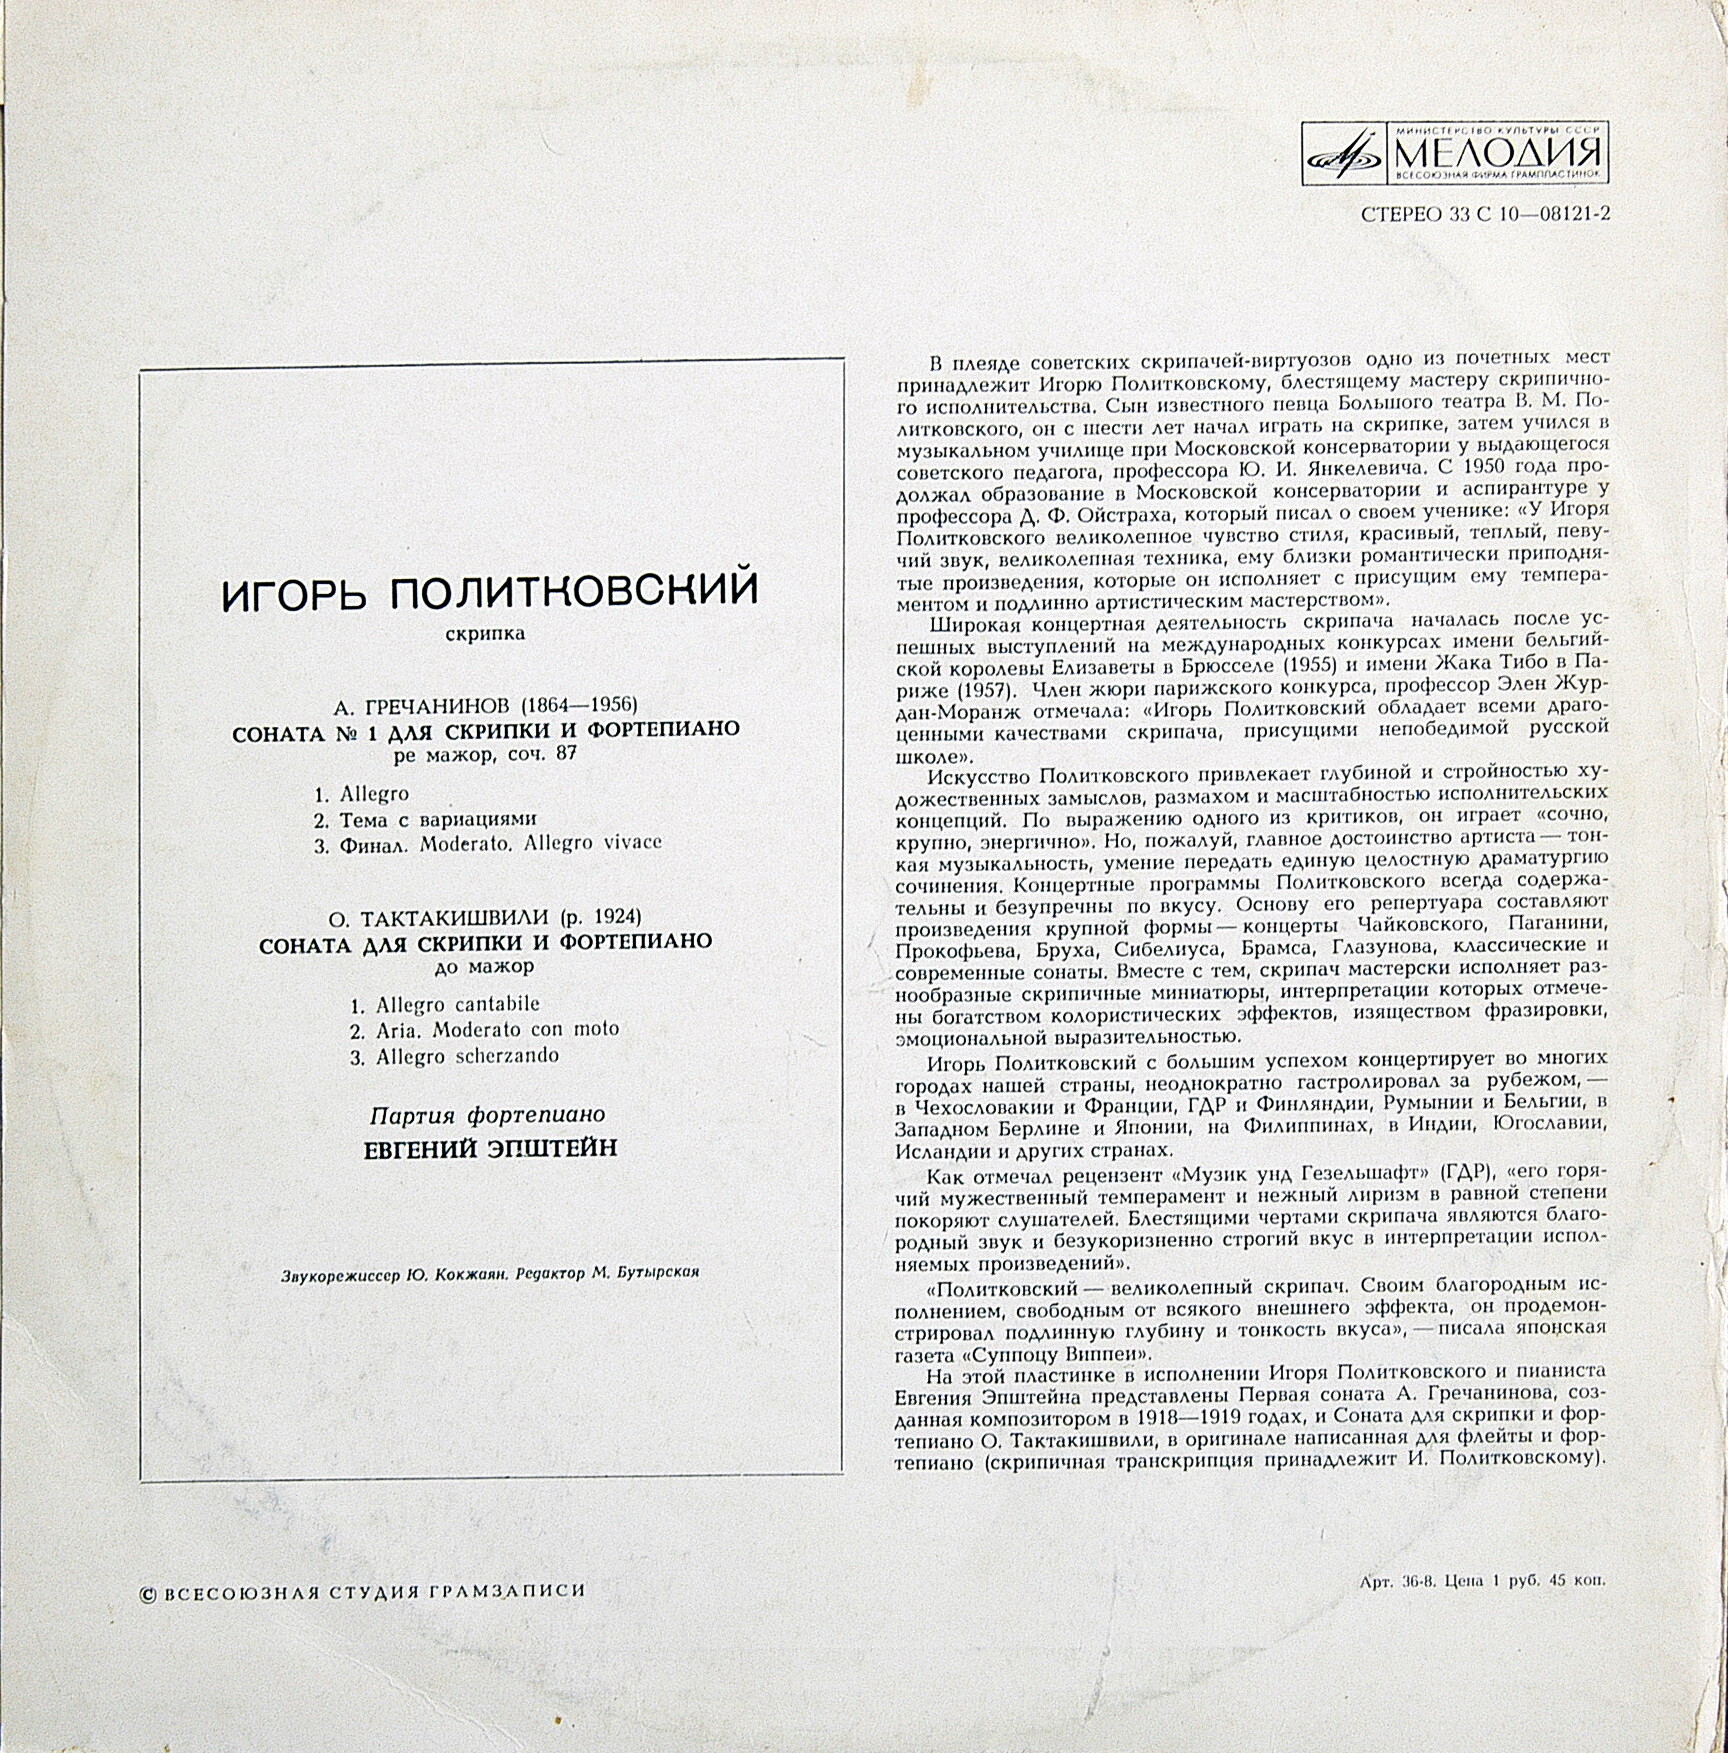 МИНИСТЕРСТВО КУЛЬТУРЫ СССР
МЕЛОДИЯ
ВСЕСОЮЗНАЯ ФИРМА ГРАМПЛАСТИНОК
СТЕРЕО 33 С 10—08121-2
ИГОРЬ ПОЛИТКОВСКИЙ
скрипка
А. ГРЕЧАНИНОВ (1864—1956)
СОНАТА № 1 ДЛЯ СКРИПКИ И ФОРТЕПИАНО
ре мажор, соч. 87
1. Allegro
2. Тема с вариациями
3. Финал. Moderato. Allegro vivace
О. ТАКТАКИШВИЛИ (р. 1924)
СОНАТА ДЛЯ СКРИПКИ И ФОРТЕПИАНО
до мажор
1. Allegro cantabile
2. Aria. Moderato con moto
3. Allegro scherzando
Партия фортепиано
ЕВГЕНИЙ ЭПШТЕЙН
Звукорежиссер Ю. Кокжаян. Редактор М. Бутырская
В плеяде советских скрипачей-виртуозов одно из почетных мест
принадлежит Игорю Политковскому, блестящему мастеру скрипично-
го исполнительства. Сын известного певца Большого театра В. М. По-
литковского, он с шести лет начал играть на скрипке, затем учился в
музыкальном училище при Московской консерватории у выдающегося
советского педагога, профессора Ю. И. Янкелевича. С 1950 года про-
должал образование в Московской консерватории и аспирантуре у
профессора Д. Ф. Ойстраха, который писал о своем ученике: «У Игоря
Политковского великолепное чувство стиля, красивый, теплый, певу-
чий звук, великолепная техника, ему близки романтически приподня-
тые произведения, которые он исполняет с присущим ему темпера-
ментом и подлинно артистическим мастерством».
Широкая концертная деятельность скрипача началась после ус-
пешных выступлений на международных конкурсах имени бельгий-
ской королевы Елизаветы в Брюсселе (1955) и имени Жака Тибо в Па-
риже (1957). Член жюри парижского конкурса, профессор Элен Жур-
дан-Моранж отмечала: «Игорь Политковский обладает всеми драго-
ценными качествами скрипача, присущими непобедимой русской
школе».
Искусство Политковского привлекает глубиной и стройностью ху-
дожественных замыслов, размахом и масштабностью исполнительских
концепций. По выражению одного из критиков, он играет «сочно,
крупно, энергично». Но, пожалуй, главное достоинство артиста — тон-
кая музыкальность, умение передать единую целостную драматургию
сочинения. Концертные программы Политковского всегда содержа-
тельны и безупречны по вкусу. Основу его репертуара составляют
произведения крупной формы — концерты Чайковского, Паганини,
Прокофьева, Бруха, Сибелиуса, Брамса, Глазунова, классические и
современные сонаты. Вместе с тем, скрипач мастерски исполняет раз-
нообразные скрипичные миниатюры, интерпретации которых отмече-
ны богатством колористических эффектов, изяществом фразировки,
эмоциональной выразительностью.
Игорь Политковский с большим успехом концертирует во многих
городах нашей страны, неоднократно гастролировал за рубежом, —
в Чехословакии и Франции, ГДР и Финляндии, Румынии и Бельгии, в
Западном Берлине и Японии, на Филиппинах, в Индии, Югославии,
Исландии и других странах.
Как отмечал рецензент «Музик унд Гезельшафт» (ГДР), «его горя-
чий мужественный темперамент и нежный лиризм в равной степени
покоряют слушателей. Блестящими чертами скрипача являются благо-
родный звук и безукоризненно строгий вкус в интерпретации испол-
няемых произведений».
«Политковский — великолепный скрипач. Своим благородным ис-
полнением, свободным от всякого внешнего эффекта, он продемон-
стрировал подлинную глубину и тонкость вкуса», — писала японская
газета «Суппоцу Виппеи».
На этой пластинке в исполнении Игоря Политковского и пианиста
Евгения Эпштейна представлены Первая соната А. Гречанинова, соз-
данная композитором в 1918—1919 годах, и Соната для скрипки и фор-
тепиано О. Тактакишвили, в оригинале написанная для флейты и фор-
тепиано (скрипичная транскрипция принадлежит И. Политковскому).
© ВСЕСОЮЗНАЯ СТУДИЯ ГРАМЗАПИСИ
Арт. 36-8. Цена 1 руб. 45 коп.